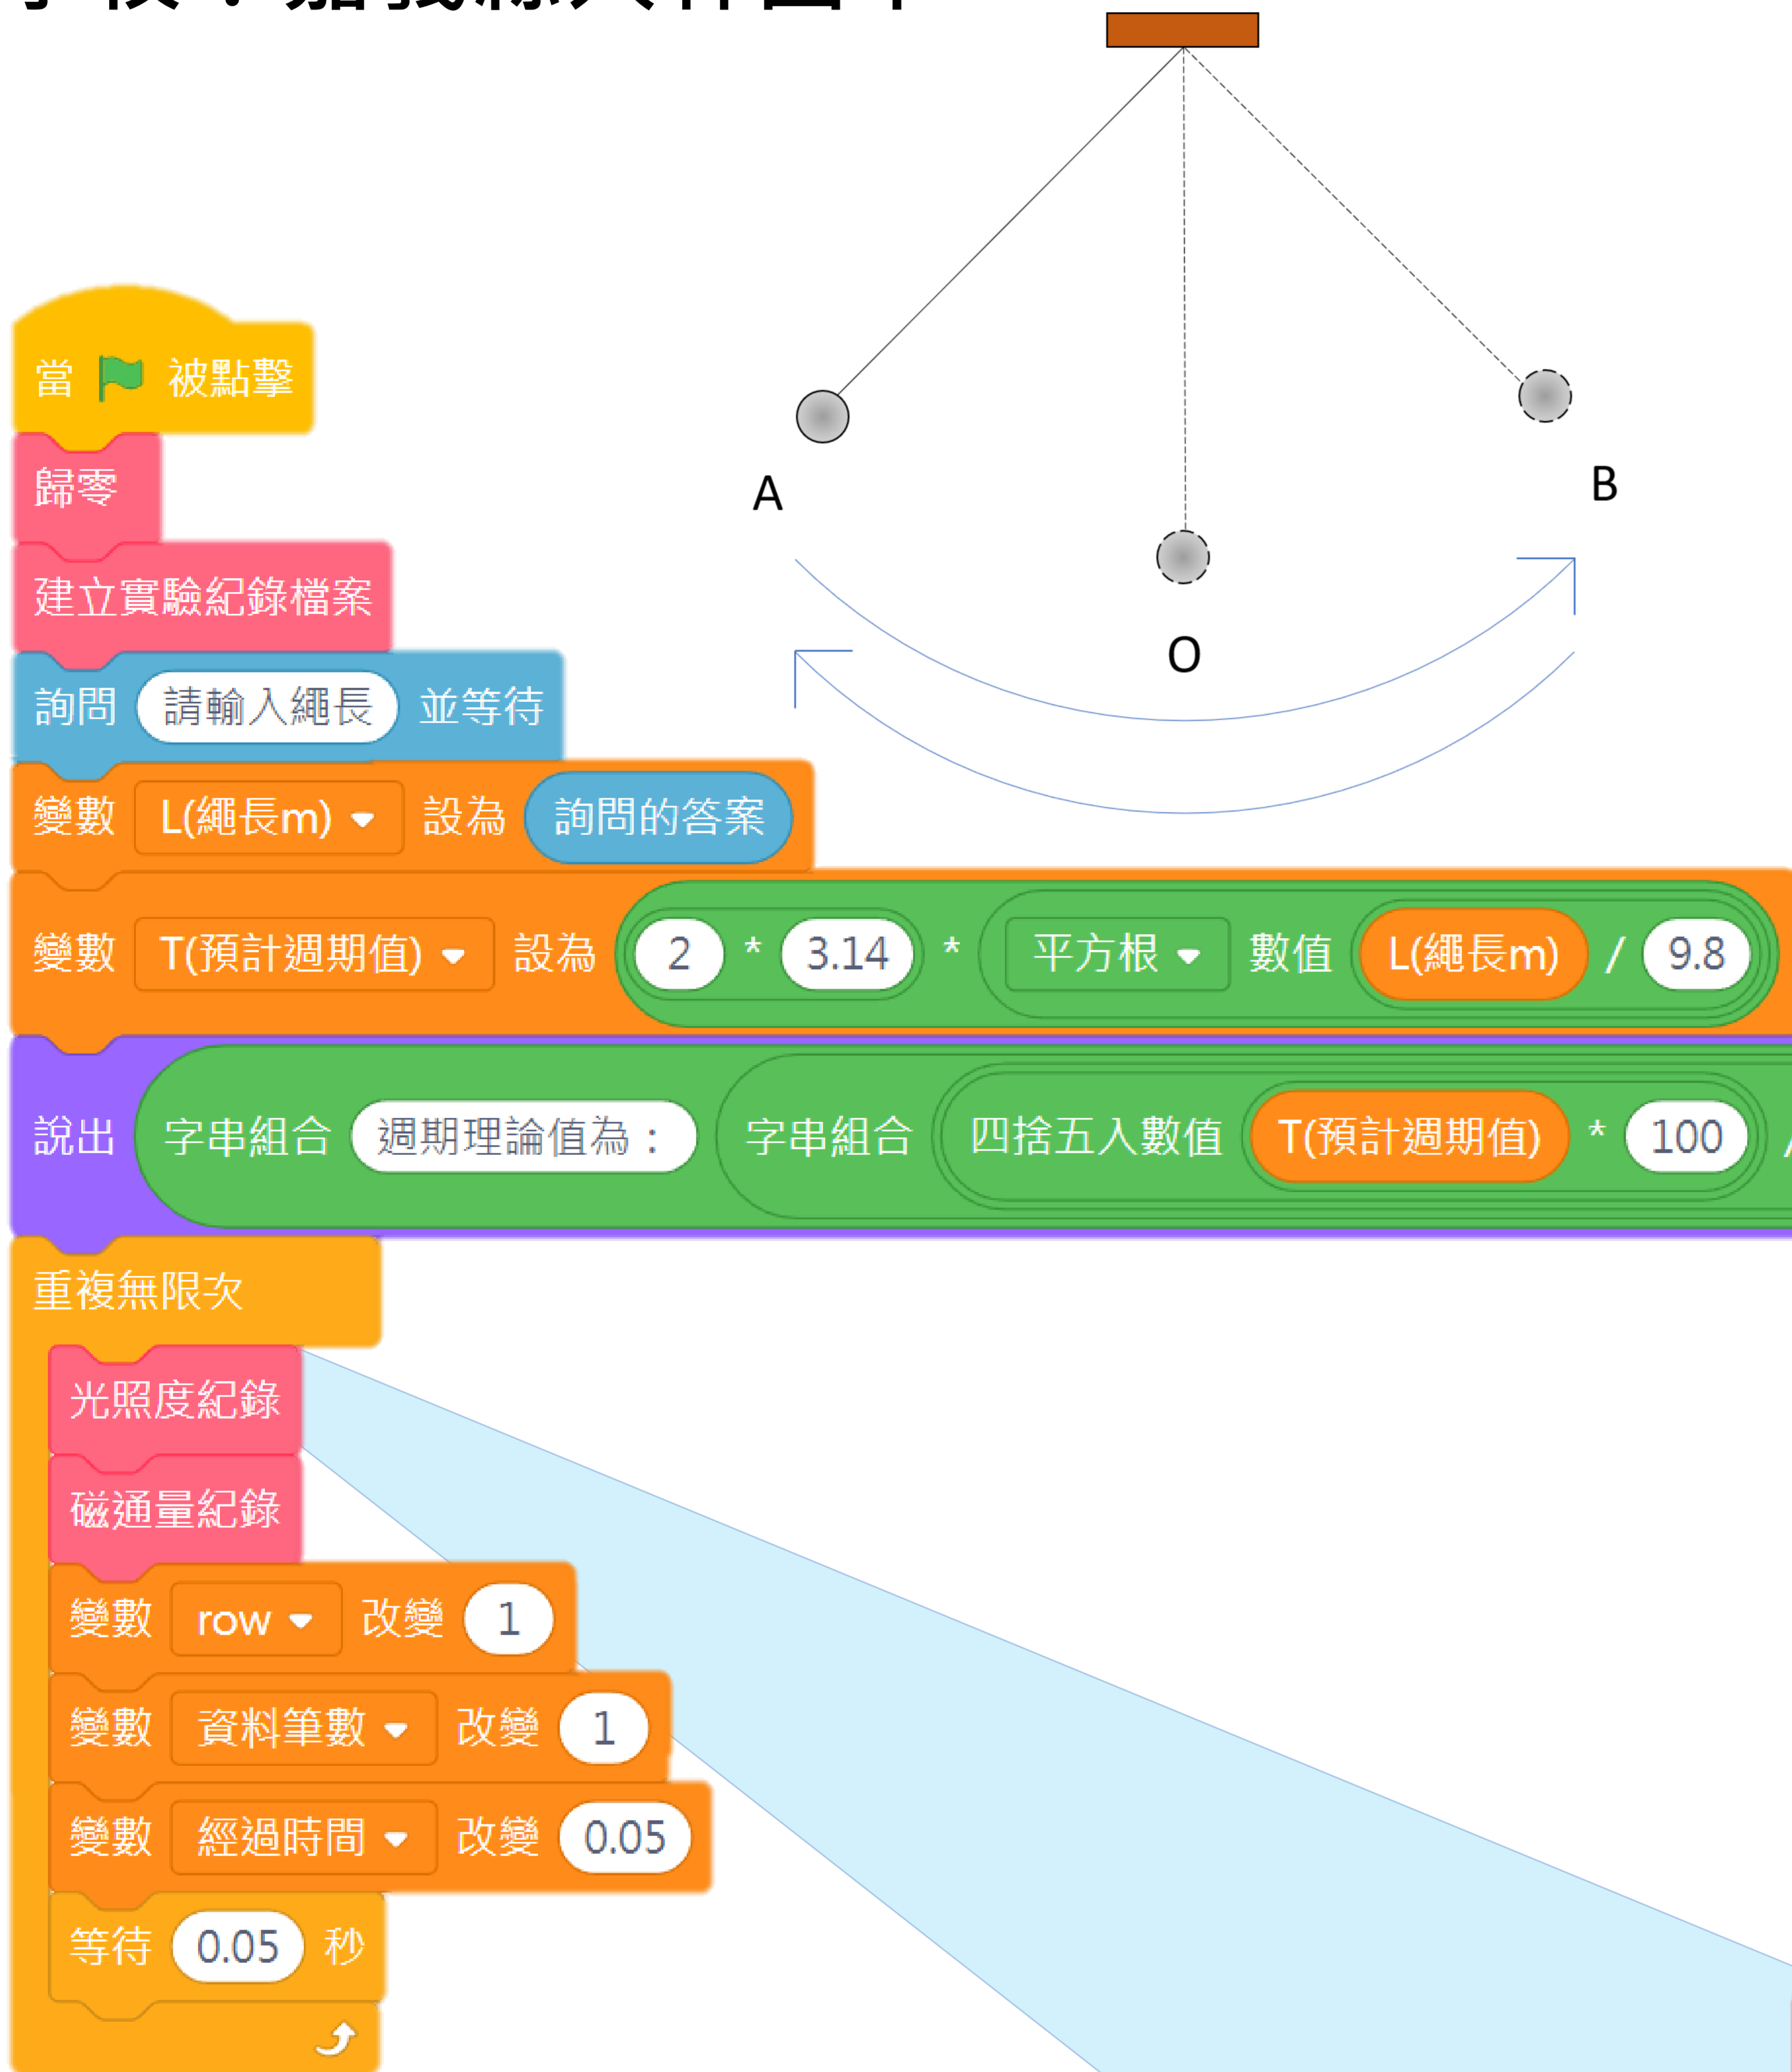 A
B
O
當 被點擊
歸零
建立實驗紀錄檔案
詢問 請輸入繩長 並等待
變數 L(繩長m) 設為 詢問的答案
變數 T(預計週期值) 設為 2 * 3.14 * 平方根 數值 L(繩長m) / 9.8
說出 字串組合 週期理論值為： 字串組合 四捨五入數值 T(預計週期值) * 100 /
重複無限次
光照度紀錄
磁通量紀錄
變數 row 改變 1
變數 資料筆數 改變 1
變數 經過時間 改變 0.05
等待 0.05 秒